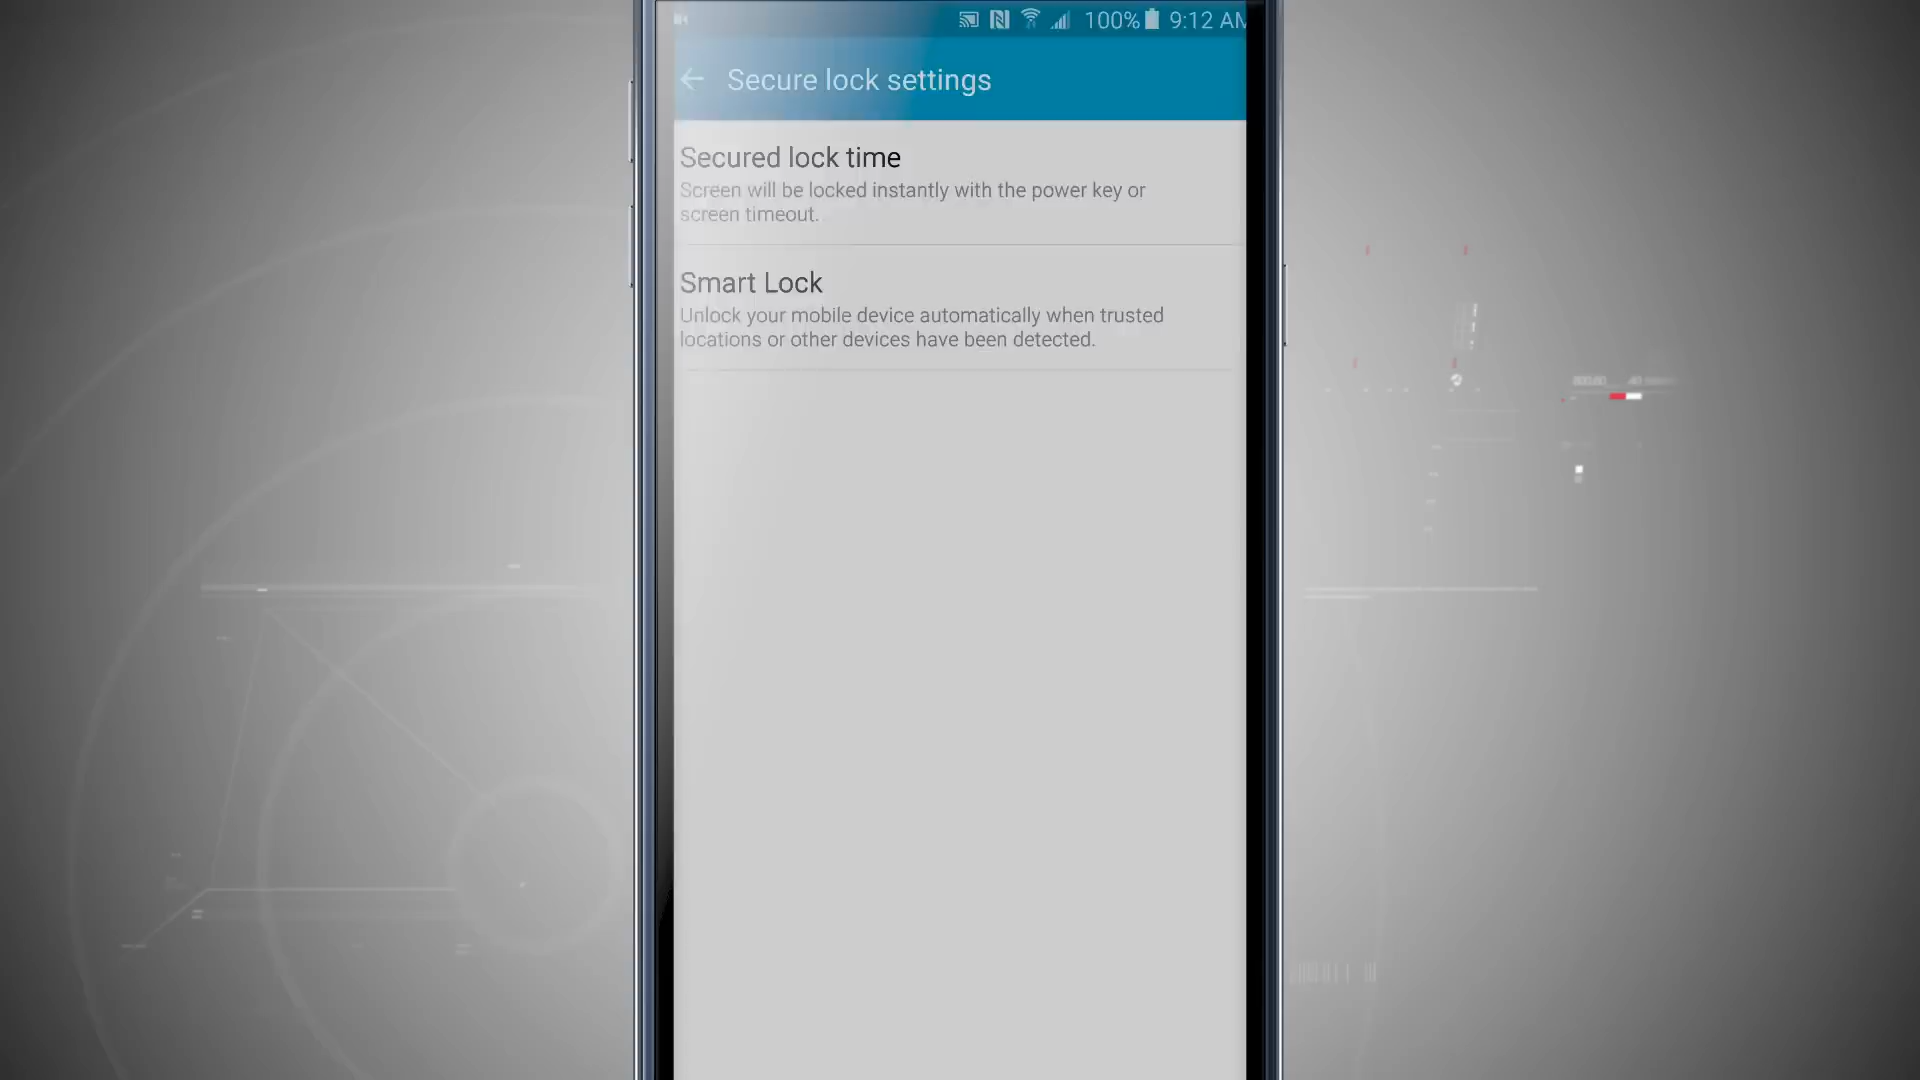 100% 9:12 AM
Secure lock settings
Secured lock time
Screen will be locked instantly with the power key or
screen timeout.
Smart Lock
Unlock your mobile device automatically when trusted
locations or other devices have been detected.